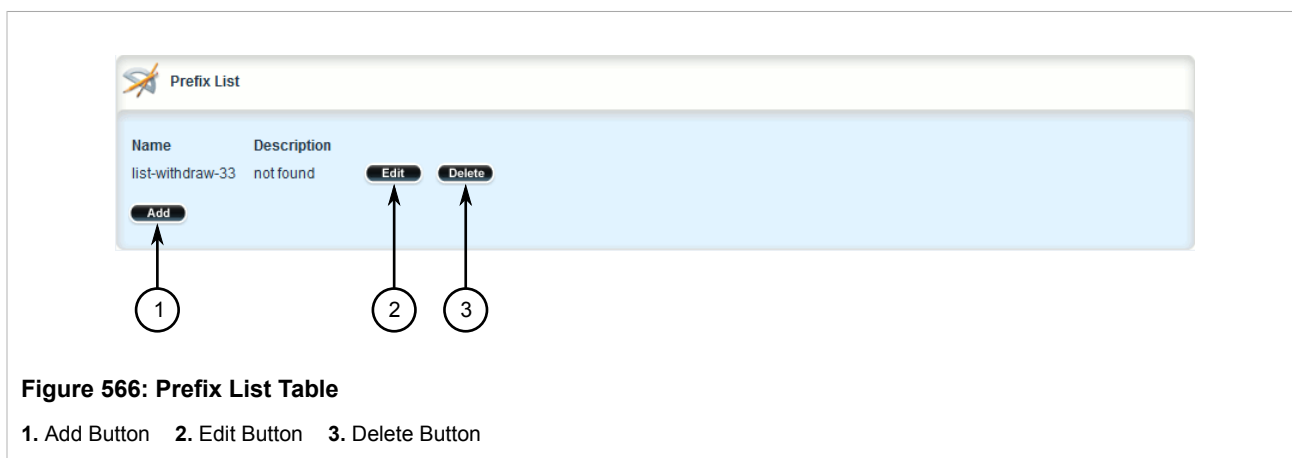 Prefix List
Name Description
list-withdraw-33 not found Edit Delete
Add
1 2 3
Figure 566: Prefix List Table
1. Add Button 2. Edit Button 3. Delete Button